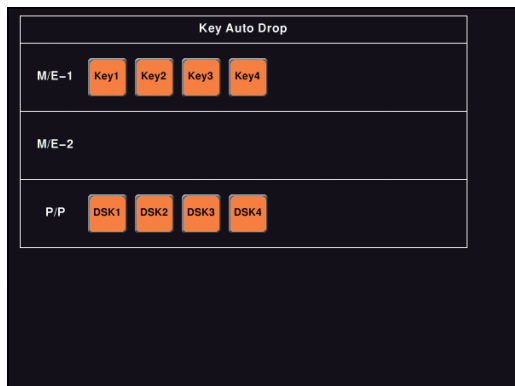 Key Auto Drop
M/E–1 Key1 Key2 Key3 Key4
M/E–2
P/P DSK1 DSK2 DSK3 DSK4